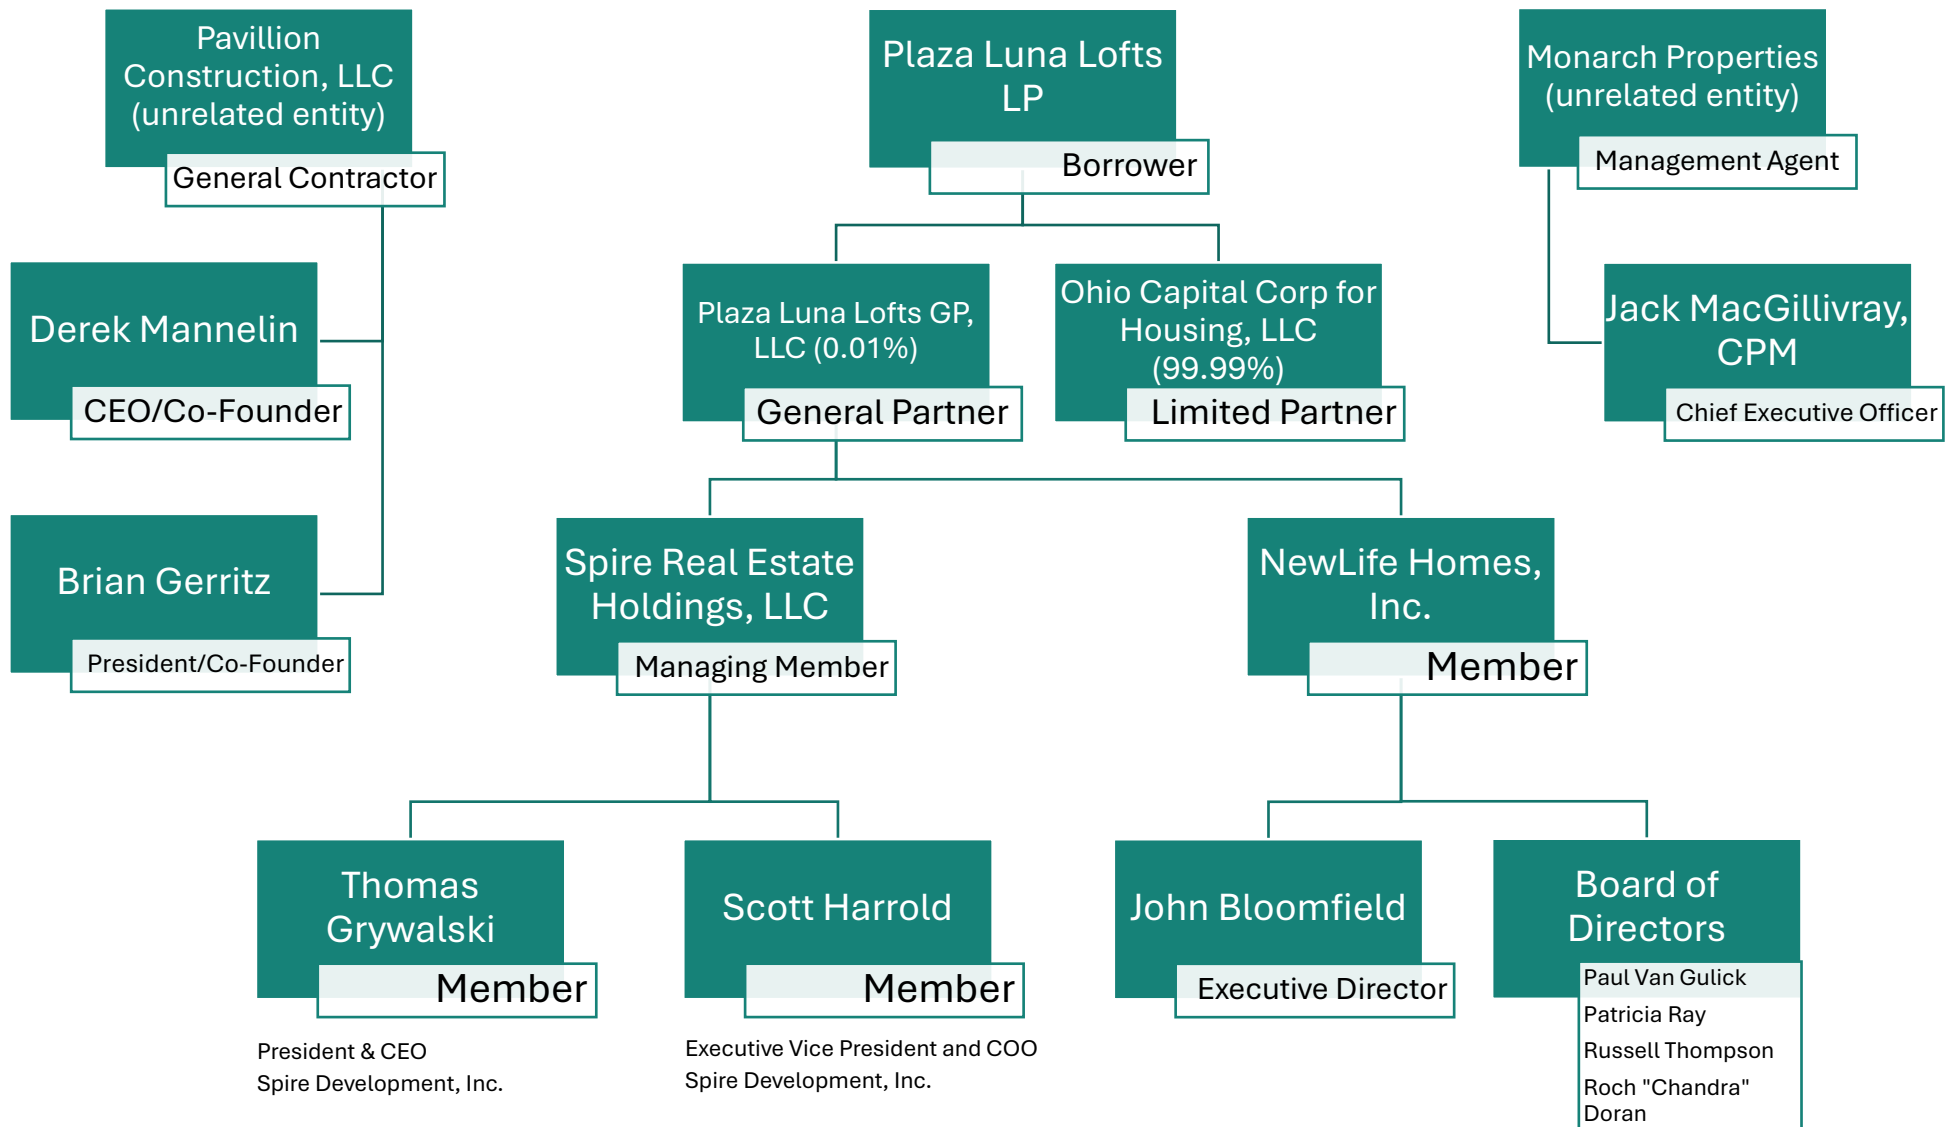 Pavillion
Construction, LLC
(unrelated entity)
General Contractor
Plaza Luna Lofts
LP
Borrower
Monarch Properties
(unrelated entity)
Management Agent
Derek Mannelin
CEO/Co-Founder
Plaza Luna Lofts GP,
LLC (0.01%)
General Partner
Ohio Capital Corp for
Housing, LLC
(99.99%)
Limited Partner
Jack MacGillivray,
CPM
Chief Executive Officer
Brian Gerritz
President/Co-Founder
Spire Real Estate
Holdings, LLC
Managing Member
NewLife Homes,
Inc.
Member
Thomas
Grywalski
Member
President & CEO
Spire Development, Inc.
Scott Harrold
Member
Executive Vice President and COO
Spire Development, Inc.
John Bloomfield
Executive Director
Board of
Directors
Paul Van Gulick
Patricia Ray
Russell Thompson
Roch "Chandra"
Doran